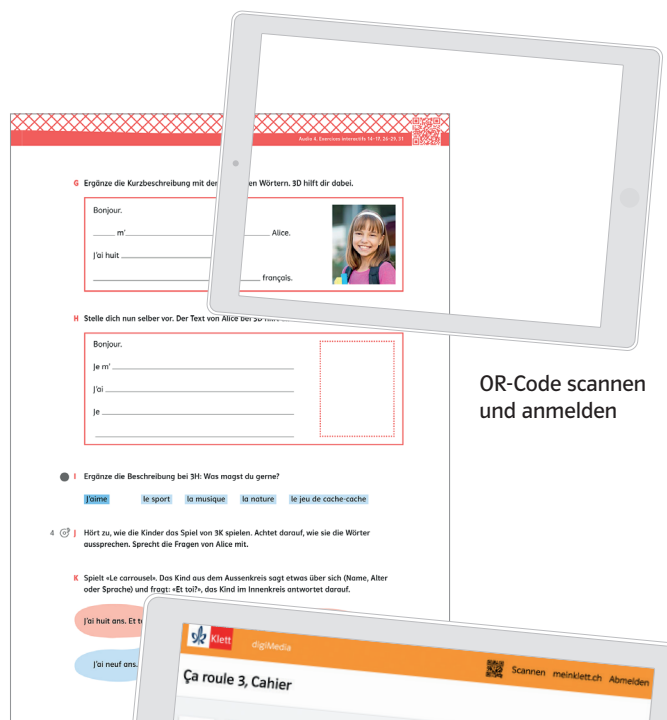 Audio 4, Exercices interactifs 14-17, 26-29, 31
G Ergänze die Kurzbeschreibung mit den en Wörtern. 3D hilft dir dabei.
Bonjour.
m' Alice.
J'ai huit
français.
H Stelle dich nun selber vor. Der Text von Alice bei 3D
Bonjour.
Je m'
J'ai
Je
OR-Code scannen
und anmelden
I Ergänze die Beschreibung bei 3H: Was magst du gerne?
J'aime le sport la musique la nature le jeu de cache-cache
4 J Hört zu, wie die Kinder das Spiel von 3K spielen. Achtet darauf, wie sie die Wörter
aussprechen. Sprecht die Fragen von Alice mit.
K Spielt «Le carrousel». Das Kind aus dem Aussenkreis sagt etwas über sich (Name, Alter
oder Sprache) und fragt: «Et toi?», das Kind im Innenkreis antwortet darauf.
J'ai huit ans. Et t
J'ai neuf ans.
Klett digiMedia Scannen meinklett.ch Abmelden
Ça roule 3, Cahier